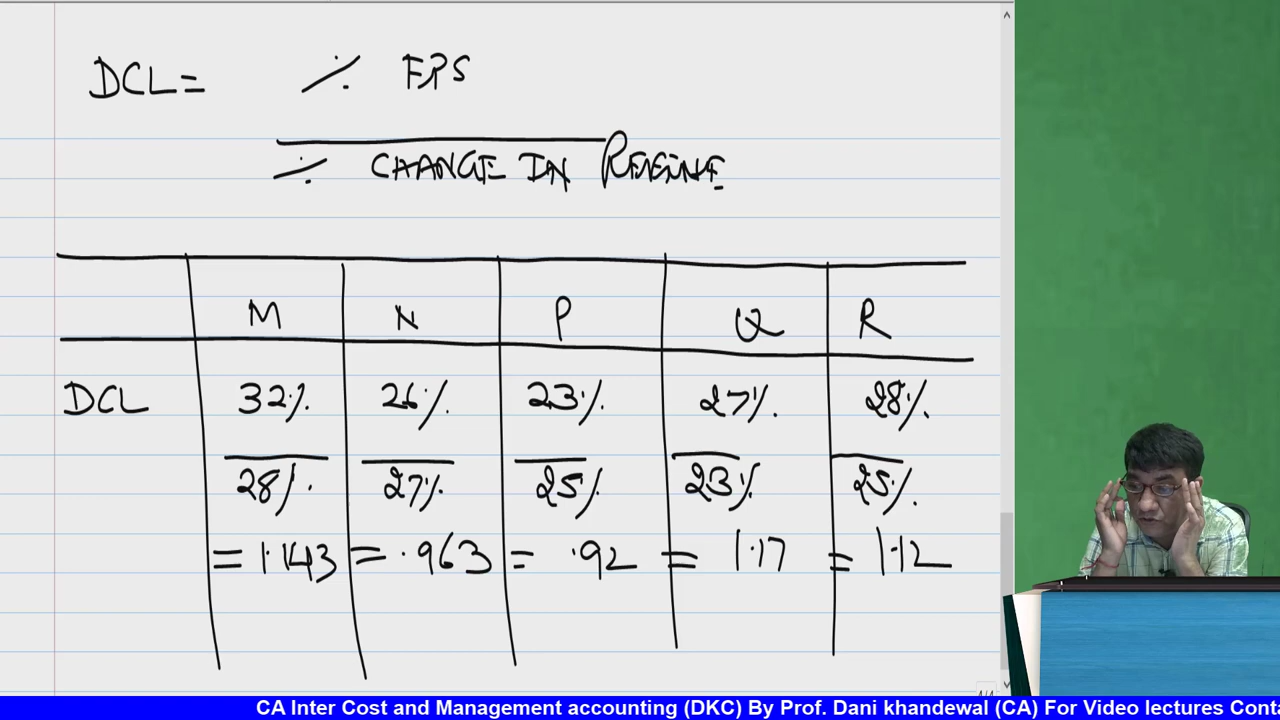 DCL = % EPS
% CHANGE IN
M N P Q R
DCL 32% 26% 23% 27% 28%
28% 27% 25% 23% 25%
= 1.143 = .963 = .92 = 1.17 = 1.12
CA Inter Cost and Management accounting (DKC) By Prof. Dani khandewal (CA) For Video lectures Conta